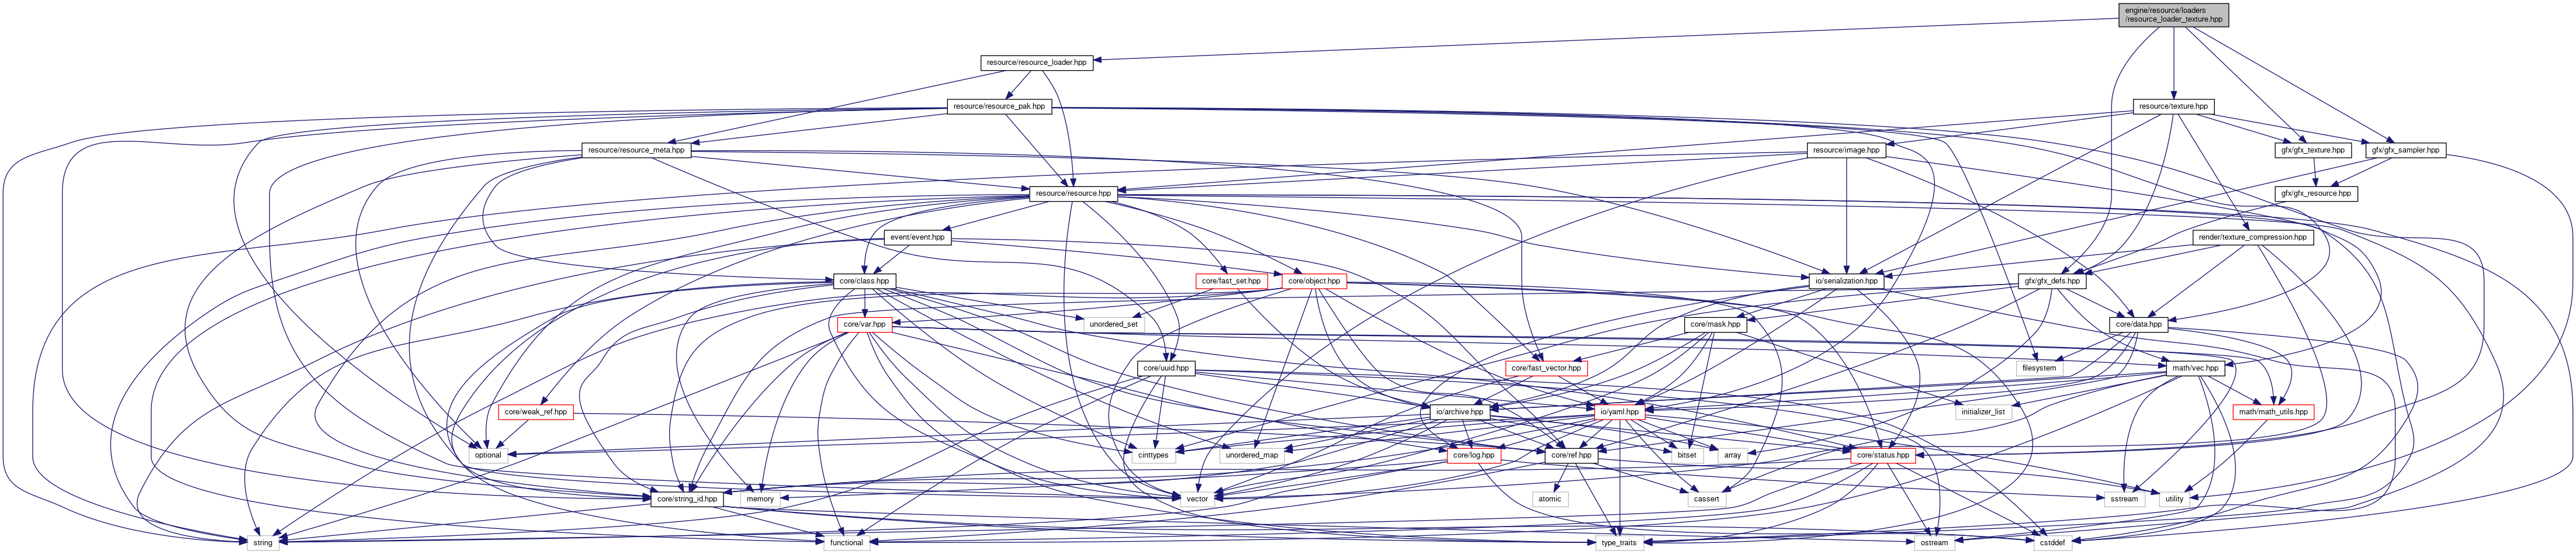 engine/resource/loaders
/resource_loader_texture.hpp
resource/resource_loader.hpp
resource/resource_pak.hpp
resource/texture.hpp
resource/resource_meta.hpp
resource/image.hpp
gfx/gfx_texture.hpp
gfx/gfx_sampler.hpp
resource/resource.hpp
gfx/gfx_resource.hpp
event/event.hpp
render/texture_compression.hpp
core/class.hpp
core/fast_set.hpp
core/object.hpp
io/serialization.hpp
gfx/gfx_defs.hpp
core/var.hpp
unordered_set
core/mask.hpp
core/data.hpp
core/uuid.hpp
core/fast_vector.hpp
filesystem
math/vec.hpp
core/weak_ref.hpp
io/archive.hpp
io/yaml.hpp
initializer_list
math/math_utils.hpp
optional
cinttypes
unordered_map
core/log.hpp
core/ref.hpp
bitset
array
core/status.hpp
core/string_id.hpp
memory
vector
atomic
cassert
sstream
utility
string
functional
type_traits
ostream
cstddef